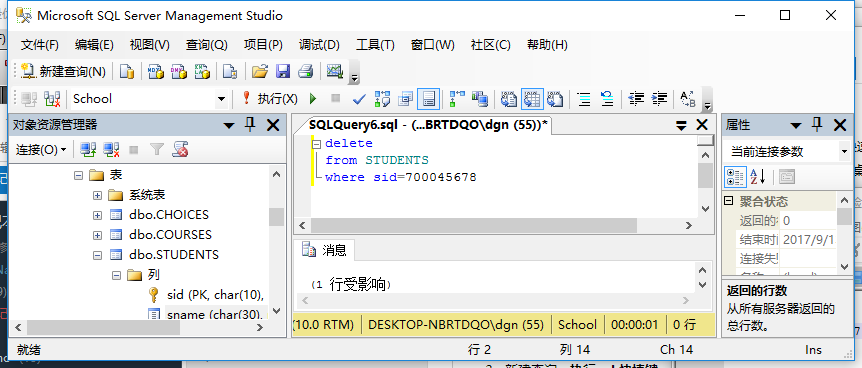 Microsoft SQL Server Management Studio
文件(F) 编辑(E) 视图(V) 查询(Q) 项目(P) 调试(D) 工具(T) 窗口(W) 社区(C) 帮助(H)
新建查询(N)
School 执行(X)
对象资源管理器
连接(O)
表
系统表
dbo.CHOICES
dbo.COURSES
dbo.STUDENTS
列
sid (PK, char(10),
sname (char(30),
SQLQuery6.sql - (...BRTDQO\dgn (55))*
delete
from STUDENTS
where sid=700045678
消息
(1 行受影响)
(10.0 RTM) DESKTOP-NBRTDQO\dgn (55) School 00:00:01 0 行
属性
当前连接参数
聚合状态
返回的 0
结束时 2017/9/1
连接失
返回的行数
从所有服务器返回的
总行数。
就绪 行 2 列 14 Ch 14 Ins